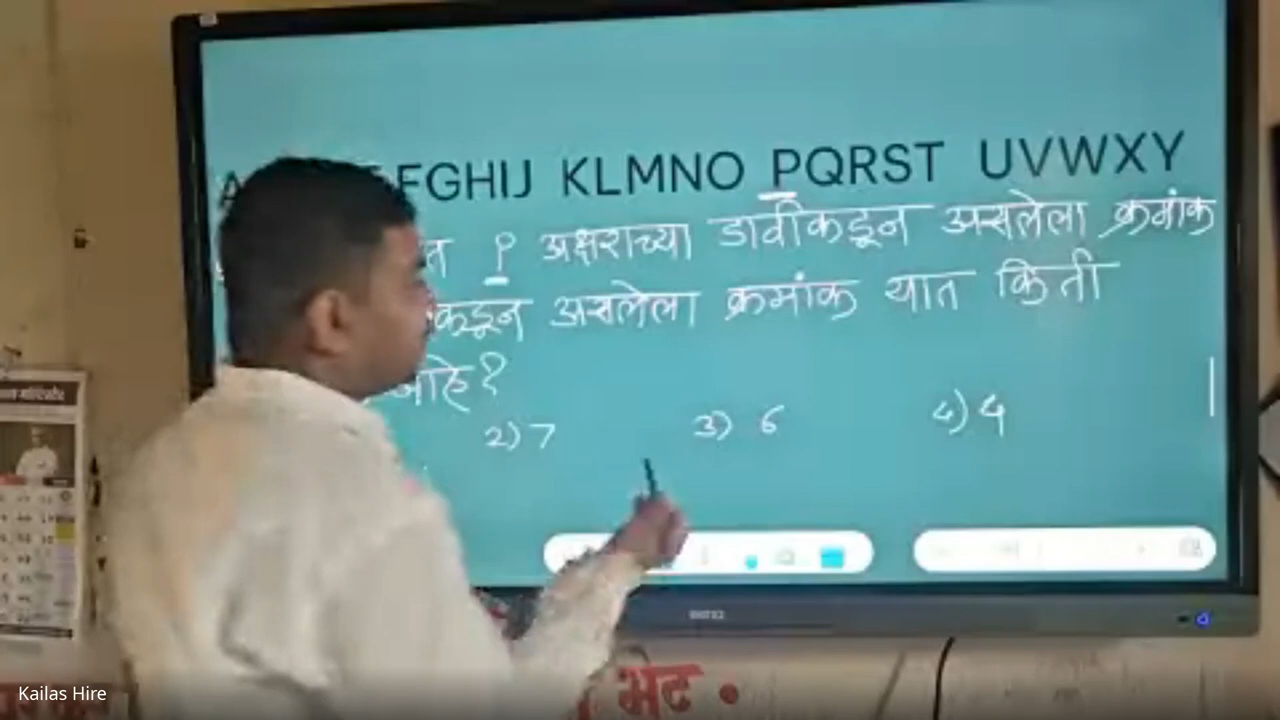 A FGHIJ KLMNO PQRST UVWXY
त P अक्षराच्या डावीकडून असलेला क्रमांक
कडून असलेला क्रमांक यात किती
आहे?
2) 7 3) 6 4) 4
भेट
Kailas Hire